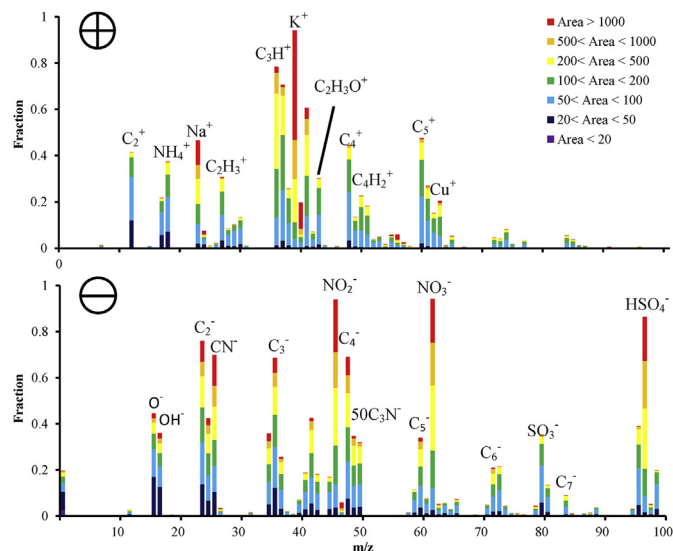 1
0.8
0.6
0.4
0.2
0
0
Fraction
C₂⁺
NH₄⁺
Na⁺
C₂H₃⁺
C₃H⁺
K⁺
C₂H₃O⁺
C₄⁺
C₄H₂⁺
C₅⁺
Cu⁺
Area > 1000
500< Area < 1000
200< Area < 500
100< Area < 200
50< Area < 100
20< Area < 50
Area < 20
1
0.8
0.6
0.4
0.2
0
Fraction
O⁻
OH⁻
C₂⁻
CN⁻
C₃⁻
NO₂⁻
C₄⁻
50C₃N⁻
C₅⁻
NO₃⁻
C₆⁻
SO₃⁻
C₇⁻
HSO₄⁻
10 20 30 40 50 60 70 80 90 100
m/z